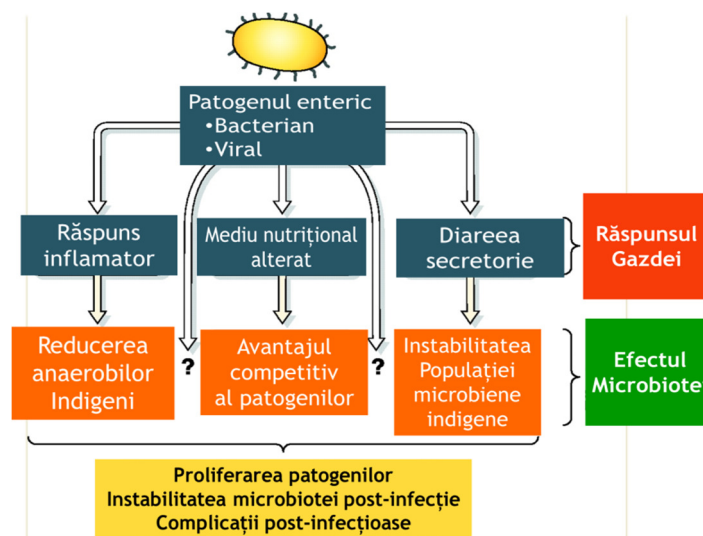 Patogenul enteric
•Bacterian
•Viral
Răspuns
inflamator
Mediu nutrițional
alterat
Diareea
secretorie
Răspunsul
Gazdei
Reducerea
anaerobilor
Indigeni
?
Avantajul
competitiv
al patogenilor
?
Instabilitatea
Populației
microbiene
indigene
Efectul
Microbiotei
Proliferarea patogenilor
Instabilitatea microbiotei post-infecție
Complicații post-infecțioase